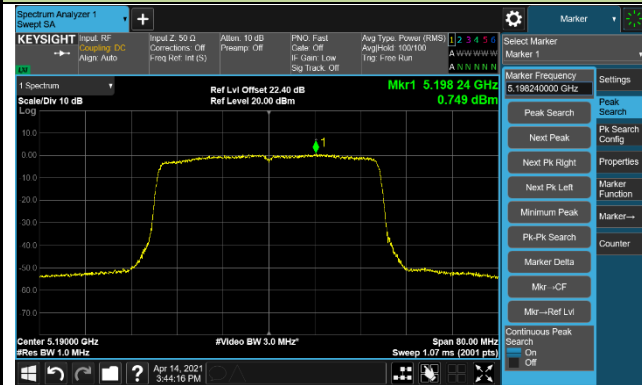 Spectrum Analyzer 1
Swept SA
Marker
KEYSIGHT
Input: RF
Coupling: DC
Align: Auto
Input Z: 50 Ω
Corrections: Off
Freq Ref: Int (S)
Atten: 10 dB
Preamp: Off
PNO: Fast
Gate: Off
IF Gain: Low
Sig Track: Off
Avg Type: Power (RMS)
Avg|Hold: 100/100
Trig: Free Run
1 2 3 4 5 6
A W W W W W
A N N N N N
LXI
Select Marker
Marker 1
1 Spectrum
Scale/Div 10 dB
Log
Ref Lvl Offset 22.40 dB
Ref Level 20.00 dBm
Mkr1 5.198 24 GHz
0.749 dBm
1
10.0
0.00
-10.0
-20.0
-30.0
-40.0
-50.0
-60.0
-70.0
Center 5.19000 GHz
#Res BW 1.0 MHz
#Video BW 3.0 MHz*
Span 80.00 MHz
Sweep 1.07 ms (2001 pts)
Marker Frequency
5.198240000 GHz
Peak Search
Next Peak
Next Pk Right
Next Pk Left
Minimum Peak
Pk-Pk Search
Marker Delta
Mkr→CF
Mkr→Ref Lvl
Continuous Peak
Search
On
Off
Settings
Peak
Search
Pk Search
Config
Properties
Marker
Function
Marker→
Counter
Apr 14, 2021
3:44:16 PM